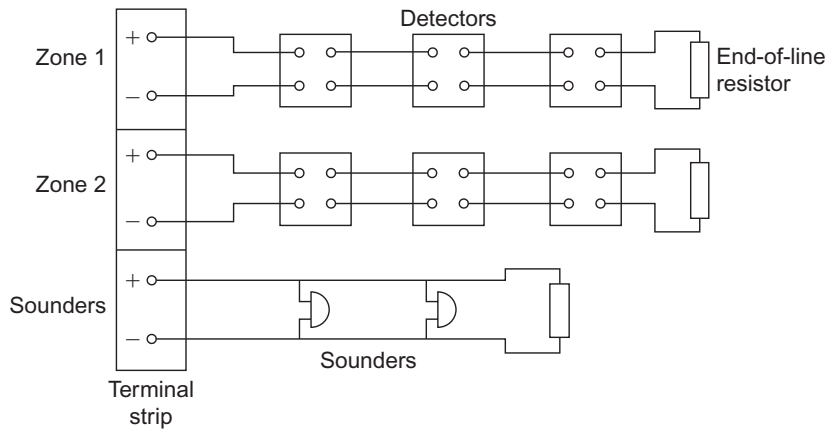 Detectors
Zone 1
+
−
End-of-line
resistor
Zone 2
+
−
Sounders
+
−
Sounders
Terminal
strip